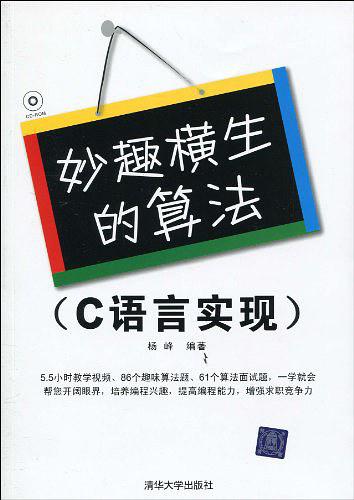 CD-ROM
妙趣横生
的算法
（C语言实现）
杨峰 编著
5.5小时教学视频、86个趣味算法题、61个算法面试题，一学就会
帮您开阔眼界，培养编程兴趣，提高编程能力，增强求职竞争力
清华大学出版社